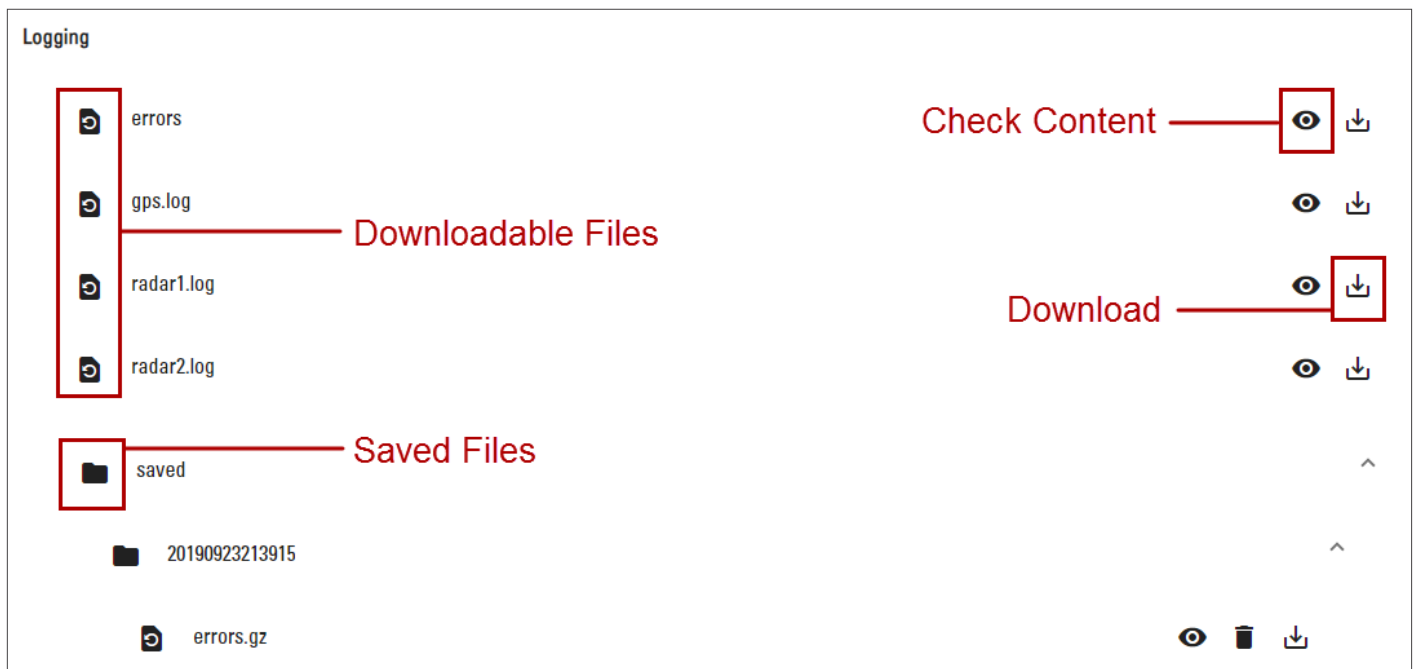 Logging
errors
Check Content
gps.log
Downloadable Files
radar1.log
Download
radar2.log
Saved Files
saved
20190923213915
errors.gz